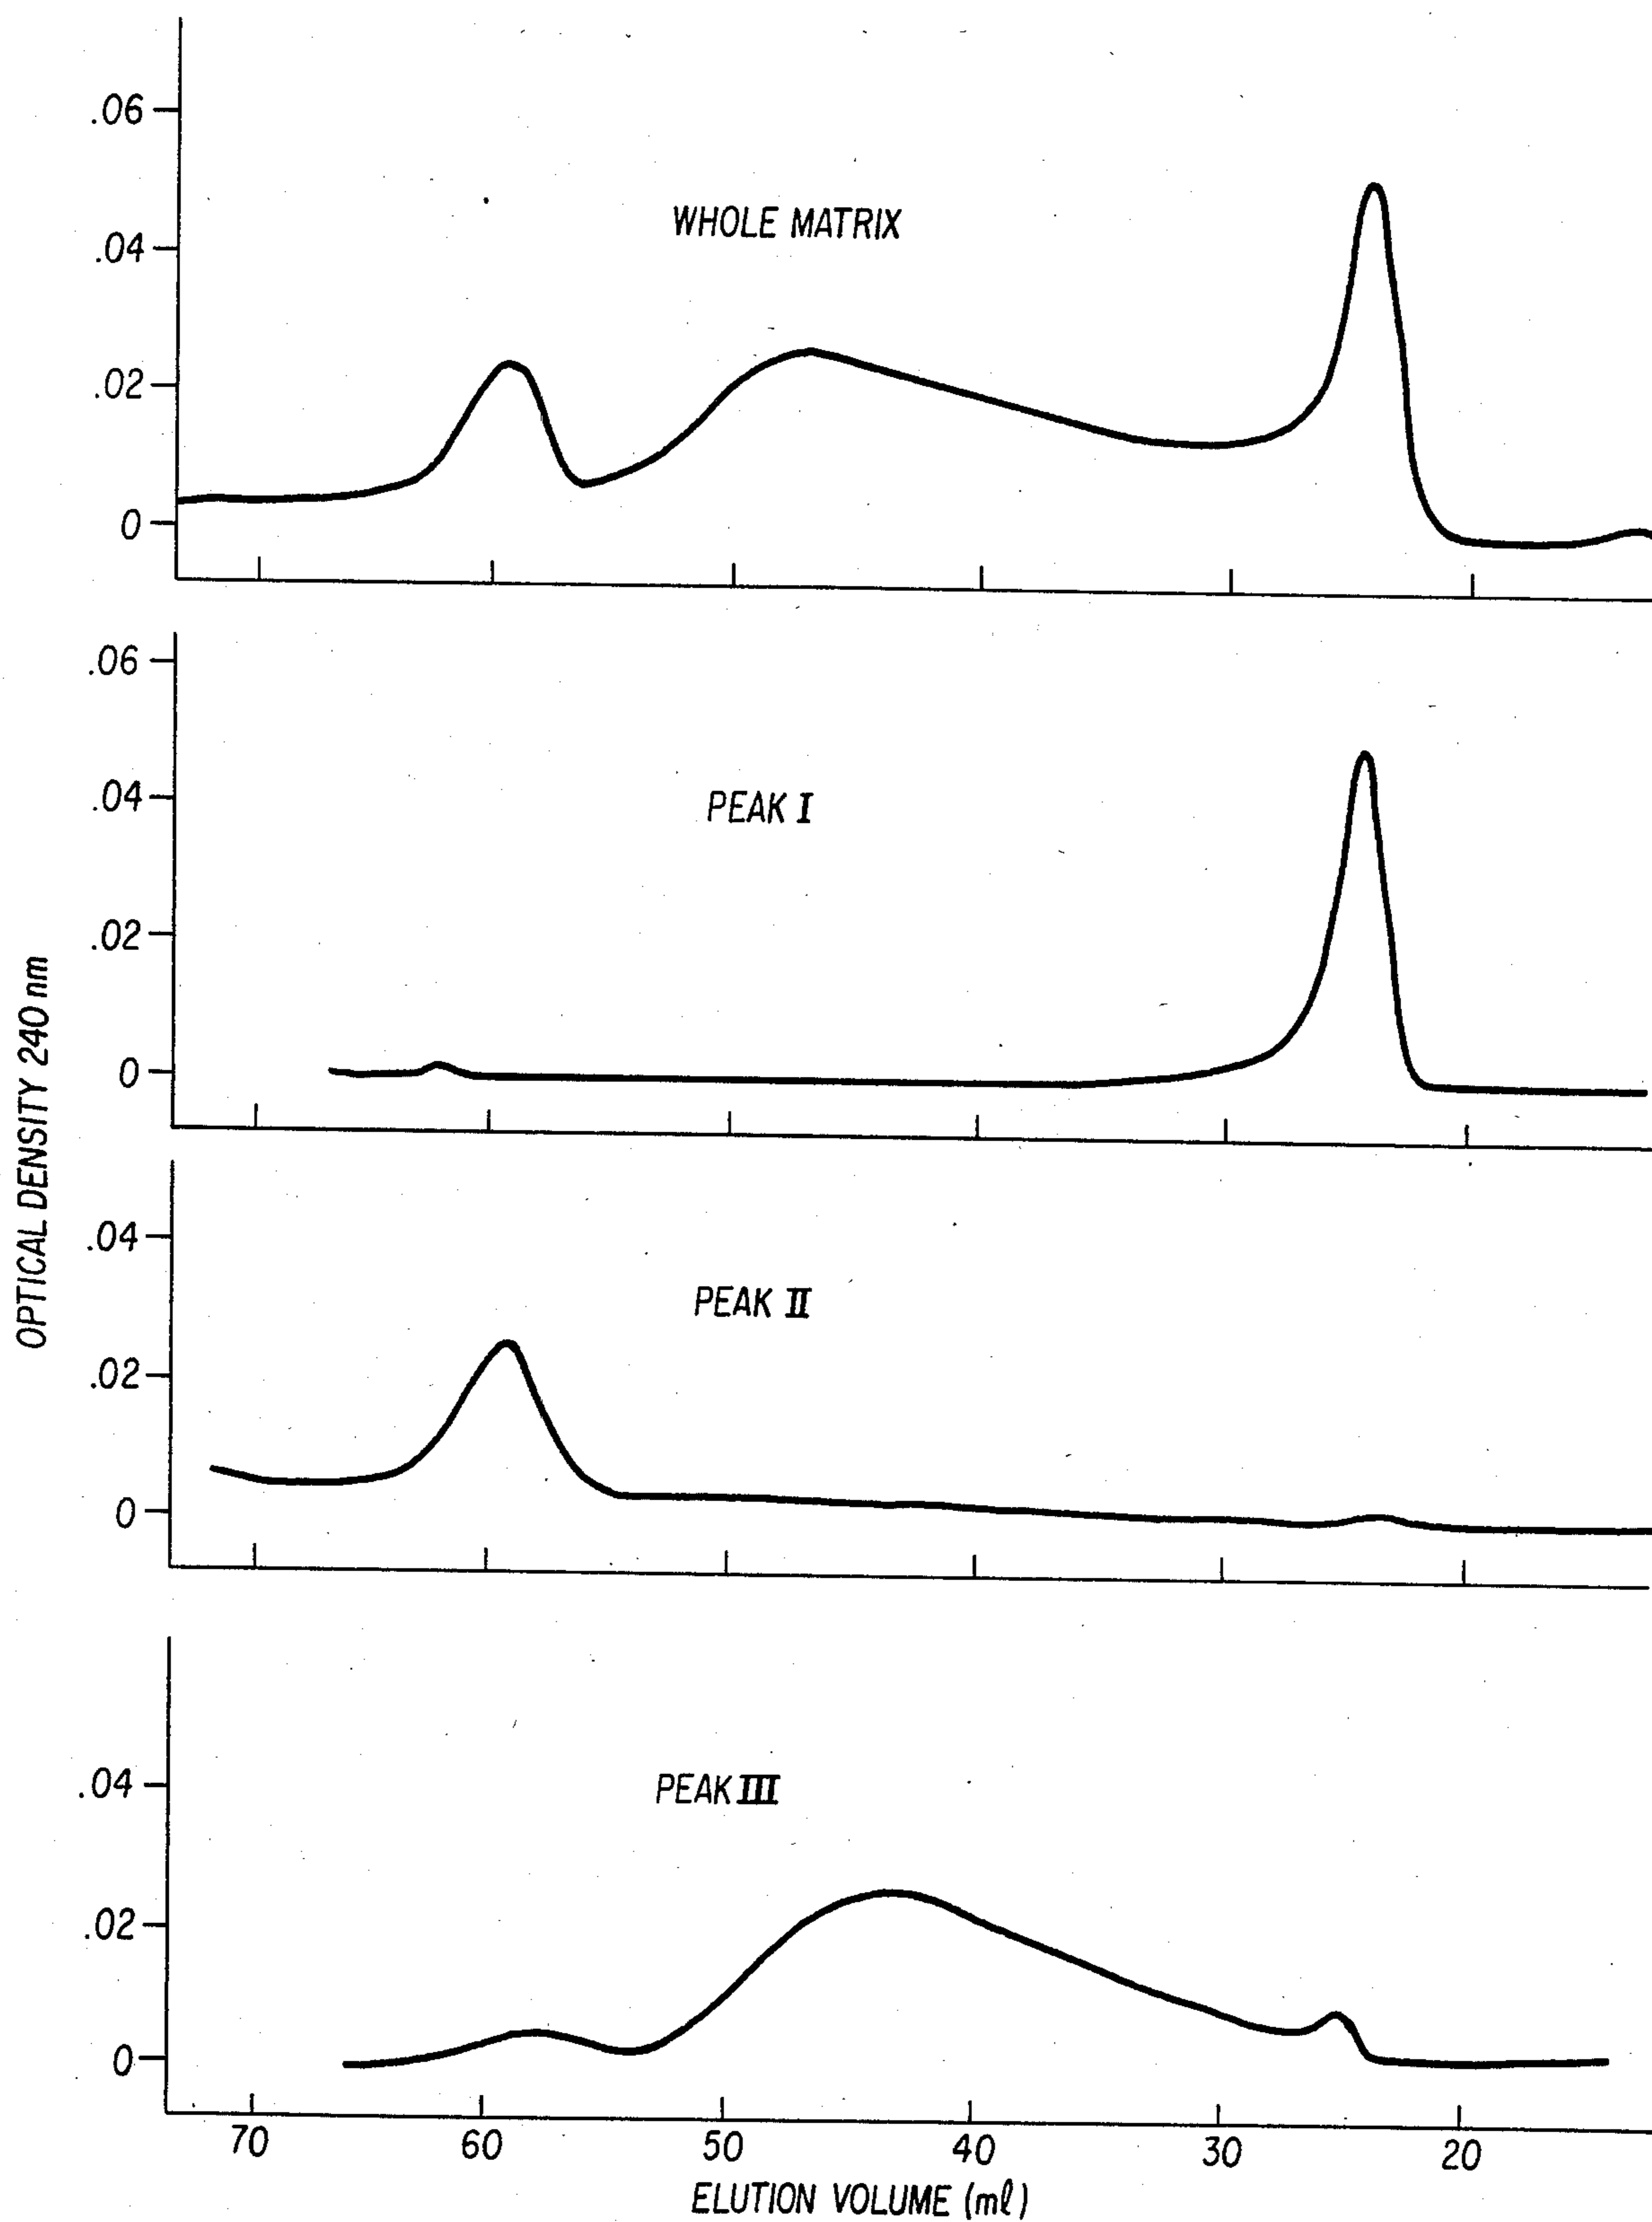 .06
WHOLE MATRIX
.04
.02
0
.06
.04
PEAK I
.02
0
OPTICAL DENSITY 240 nm
.04
PEAK II
.02
0
.04
PEAK III
.02
0
70 60 50 40 30 20
ELUTION VOLUME (ml)